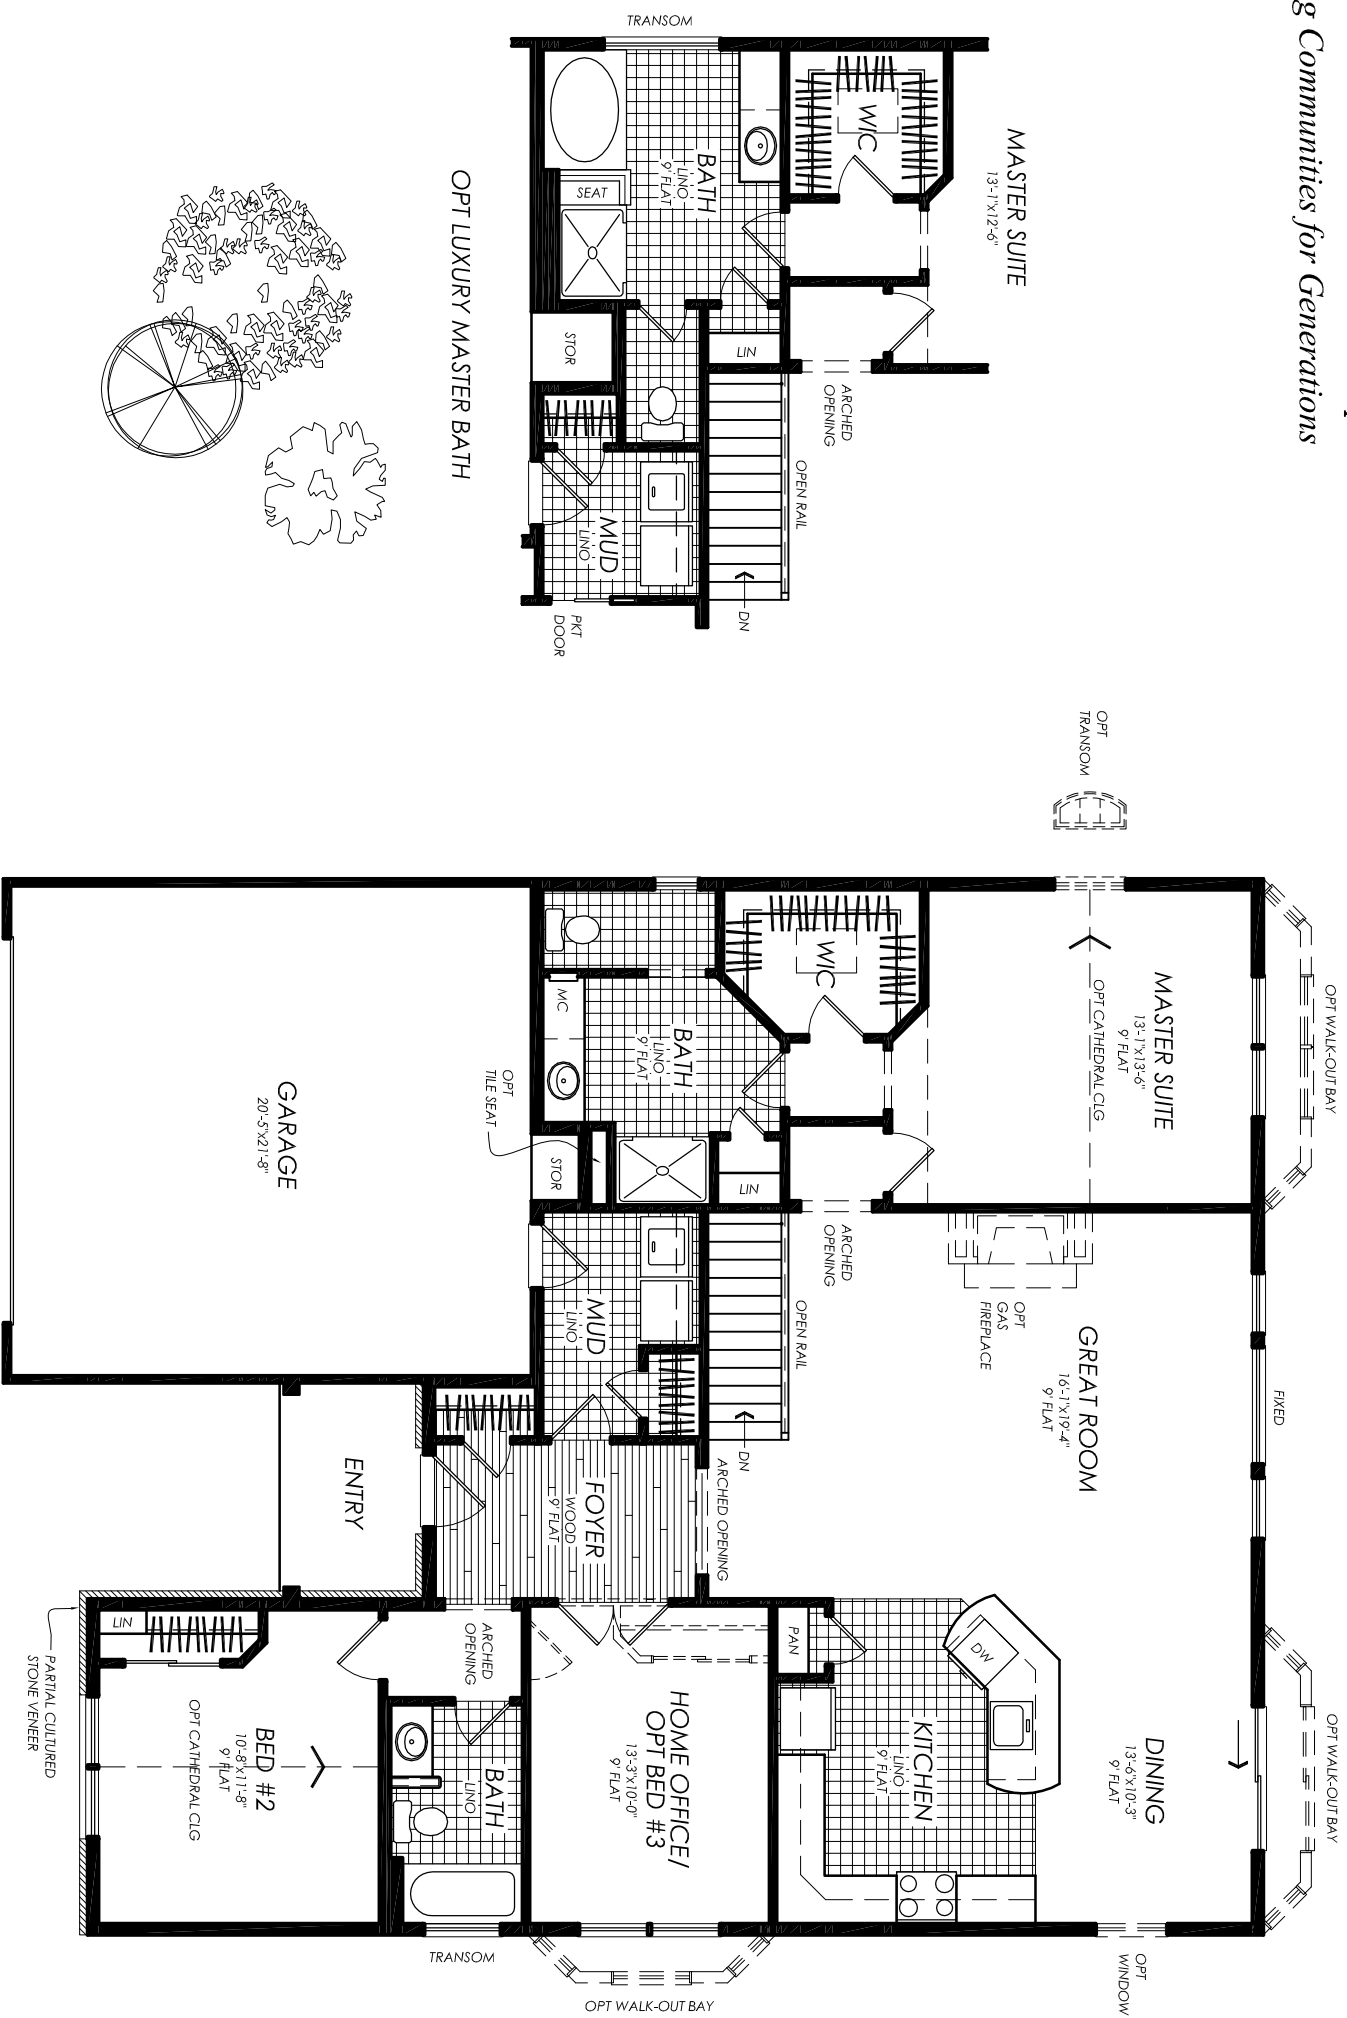 g Communities for Generations
TRANSOM
WIC
MASTER SUITE
13'-1"x12'-6"
BATH
LINO
9' FLAT
SEAT
STOR
LIN
ARCHED
OPENING
OPEN RAIL
MUD
LINO
DN
PKT
DOOR
OPT LUXURY MASTER BATH
OPT
TRANSOM
OPT WALK-OUT BAY
MASTER SUITE
13'-1"x13'-6"
9' FLAT
OPT CATHEDRAL CLG
WIC
BATH
LINO
9' FLAT
MC
OPT
TILE SEAT
STOR
LIN
GARAGE
20'-5"x21'-8"
ARCHED
OPENING
OPEN RAIL
DN
MUD
LINO
OPT
GAS
FIREPLACE
GREAT ROOM
16'-1"x19'-4"
9' FLAT
FIXED
ENTRY
FOYER
WOOD
9' FLAT
ARCHED OPENING
LIN
PARTIAL CULTURED
STONE VENEER
ARCHED
OPENING
BED #2
10'-8"x11'-8"
9' FLAT
OPT CATHEDRAL CLG
BATH
LINO
TRANSOM
HOME OFFICE/
OPT BED #3
13'-3"x10'-0"
9' FLAT
OPT WALK-OUT BAY
PAN
DW
KITCHEN
LINO
9' FLAT
DINING
13'-6"x10'-3"
9' FLAT
OPT WALK-OUT BAY
OPT
WINDOW